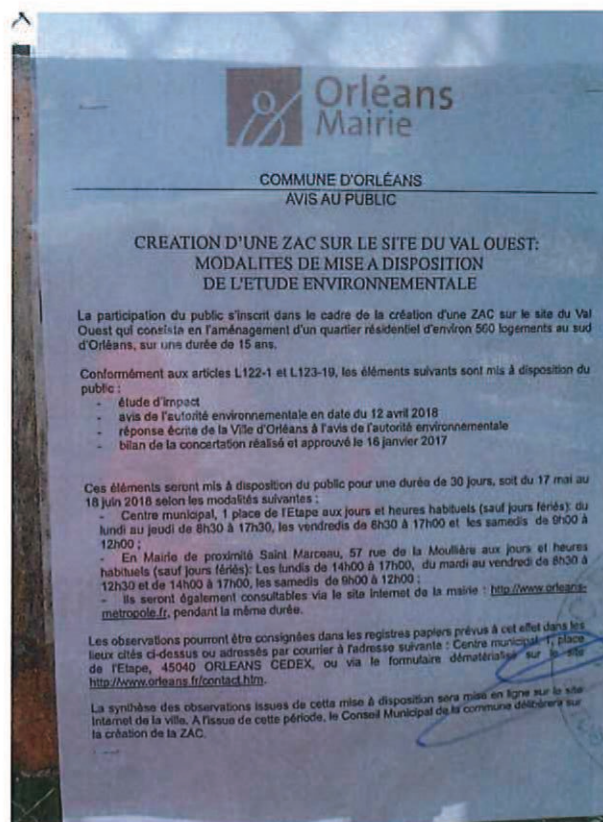 Orléans
Mairie
COMMUNE D'ORLÉANS
AVIS AU PUBLIC
CREATION D'UNE ZAC SUR LE SITE DU VAL OUEST:
MODALITES DE MISE A DISPOSITION
DE L'ETUDE ENVIRONNEMENTALE
La participation du public s'inscrit dans le cadre de la création d'une ZAC sur le site du Val
Ouest qui consiste en l'aménagement d'un quartier résidentiel d'environ 560 logements au sud
d'Orléans, sur une durée de 15 ans.
Conformément aux articles L122-1 et L123-19, les éléments suivants sont mis à disposition du
public :
- étude d'impact
- avis de l'autorité environnementale en date du 12 avril 2018
- réponse écrite de la Ville d'Orléans à l'avis de l'autorité environnementale
- bilan de la concertation réalisé et approuvé le 16 janvier 2017
Ces éléments seront mis à disposition du public pour une durée de 30 jours, soit du 17 mai au
18 juin 2018 selon les modalités suivantes :
- Centre municipal, 1 place de l'Etape aux jours et heures habituels (sauf jours fériés): du
lundi au jeudi de 8h30 à 17h30, les vendredis de 8h30 à 17h00 et les samedis de 9h00 à
12h00 ;
- En Mairie de proximité Saint Marceau, 57 rue de la Mouillère aux jours et heures
habituels (sauf jours fériés): Les lundis de 14h00 à 17h00, du mardi au vendredi de 8h30 à
12h30 et de 14h00 à 17h00, les samedis de 9h00 à 12h00 ;
- Ils seront également consultables via le site internet de la mairie : http://www.orleans-
metropole.fr, pendant la même durée.
Les observations pourront être consignées dans les registres papiers prévus à cet effet dans les
lieux cités ci-dessus ou adressés par courrier à l'adresse suivante : Centre municipal, 1, place
de l'Etape, 45040 ORLEANS CEDEX, ou via le formulaire dématérialisé sur le site
http://www.orleans.fr/contact.htm.
La synthèse des observations issues de cette mise à disposition sera mise en ligne sur le site
Internet de la ville. A l'issue de cette période, le Conseil Municipal de la commune délibèrera sur
la création de la ZAC.